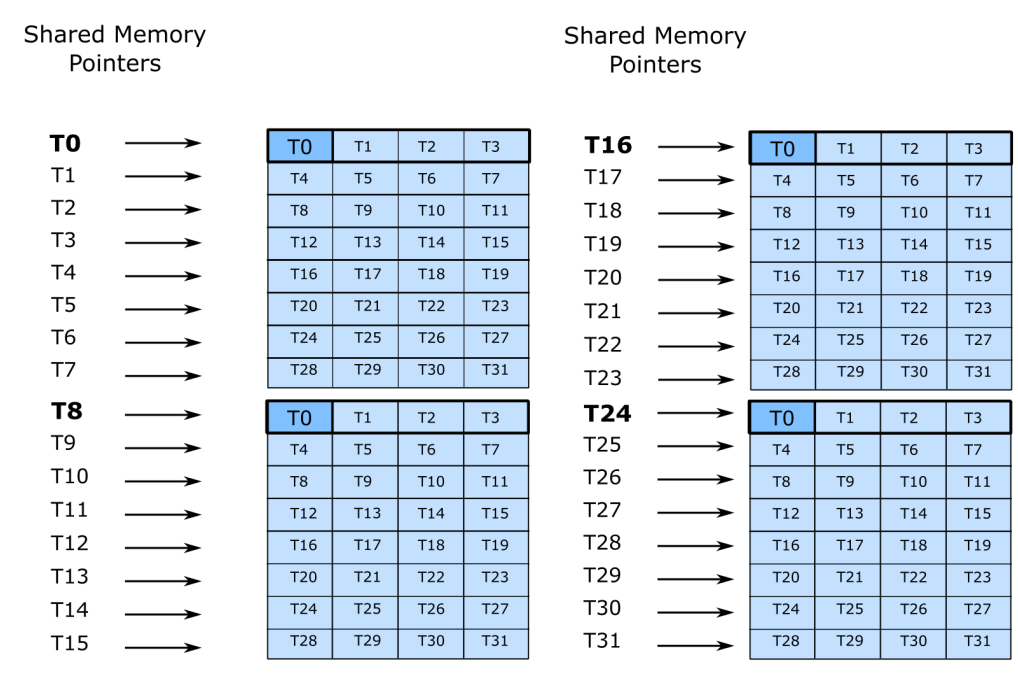 Shared Memory
Pointers
T0 T0 T1 T2 T3
T1 T4 T5 T6 T7
T2 T8 T9 T10 T11
T3 T12 T13 T14 T15
T4 T16 T17 T18 T19
T5 T20 T21 T22 T23
T6 T24 T25 T26 T27
T7 T28 T29 T30 T31
T8 T0 T1 T2 T3
T9 T4 T5 T6 T7
T10 T8 T9 T10 T11
T11 T12 T13 T14 T15
T12 T16 T17 T18 T19
T13 T20 T21 T22 T23
T14 T24 T25 T26 T27
T15 T28 T29 T30 T31
Shared Memory
Pointers
T16 T0 T1 T2 T3
T17 T4 T5 T6 T7
T18 T8 T9 T10 T11
T19 T12 T13 T14 T15
T20 T16 T17 T18 T19
T21 T20 T21 T22 T23
T22 T24 T25 T26 T27
T23 T28 T29 T30 T31
T24 T0 T1 T2 T3
T25 T4 T5 T6 T7
T26 T8 T9 T10 T11
T27 T12 T13 T14 T15
T28 T16 T17 T18 T19
T29 T20 T21 T22 T23
T30 T24 T25 T26 T27
T31 T28 T29 T30 T31